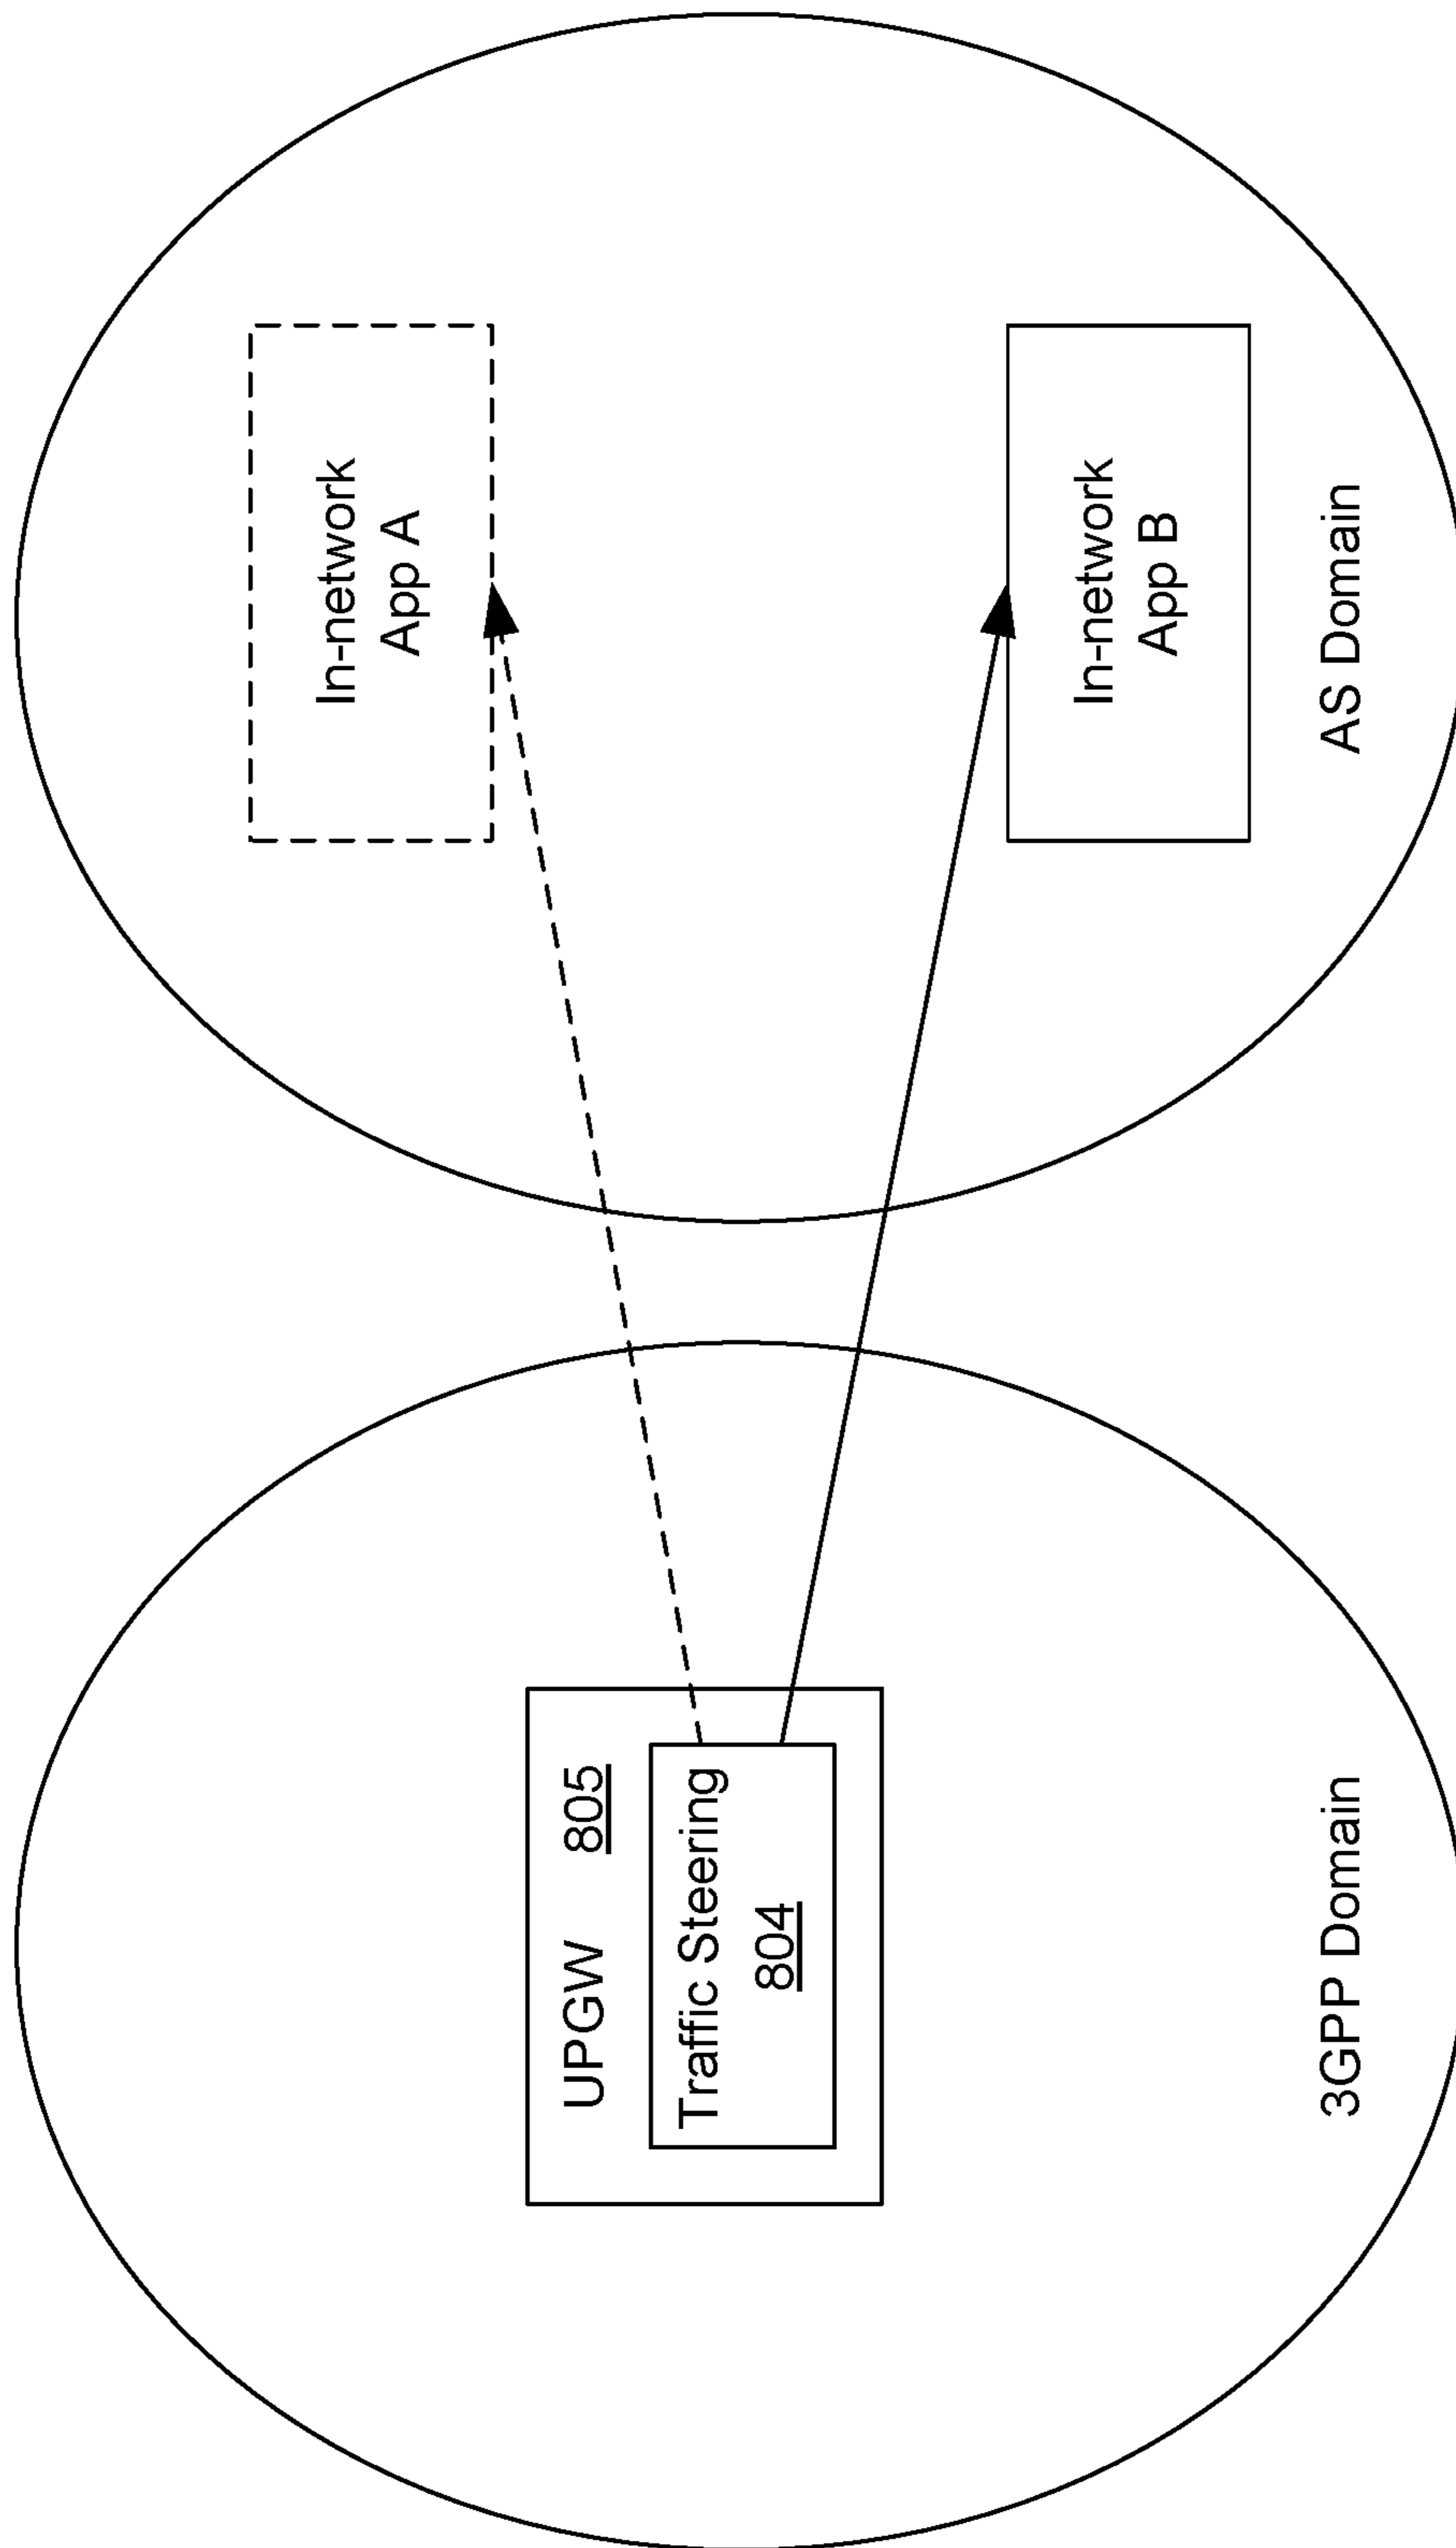 UPGW 805
Traffic Steering
804
3GPP Domain
In-network
App A
In-network
App B
AS Domain